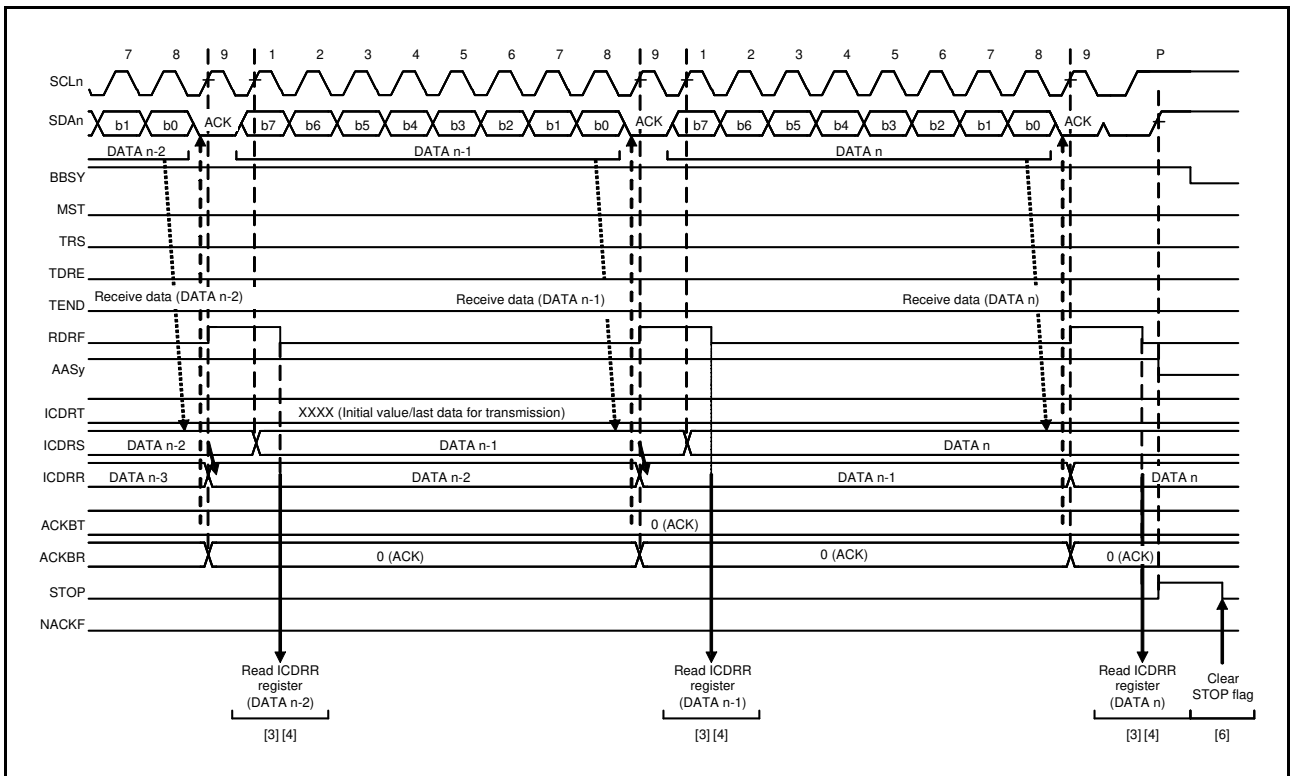 7 8 9 1 2 3 4 5 6 7 8 9 1 2 3 4 5 6 7 8 9 P
SCLn
SDAn b1 b0 ACK b7 b6 b5 b4 b3 b2 b1 b0 ACK b7 b6 b5 b4 b3 b2 b1 b0 ACK
DATA n-2 DATA n-1 DATA n
BBSY
MST
TRS
TDRE
Receive data (DATA n-2) Receive data (DATA n-1) Receive data (DATA n)
TEND
RDRF
AASy
ICDRT XXXX (Initial value/last data for transmission)
ICDRS DATA n-2 DATA n-1 DATA n
ICDRR DATA n-3 DATA n-2 DATA n-1 DATA n
ACKBT 0 (ACK)
ACKBR 0 (ACK) 0 (ACK) 0 (ACK)
STOP
NACKF
Read ICDRR
register
(DATA n-2)
[3] [4]
Read ICDRR
register
(DATA n-1)
[3] [4]
Read ICDRR
register
(DATA n)
[3] [4]
Clear
STOP flag
[6]